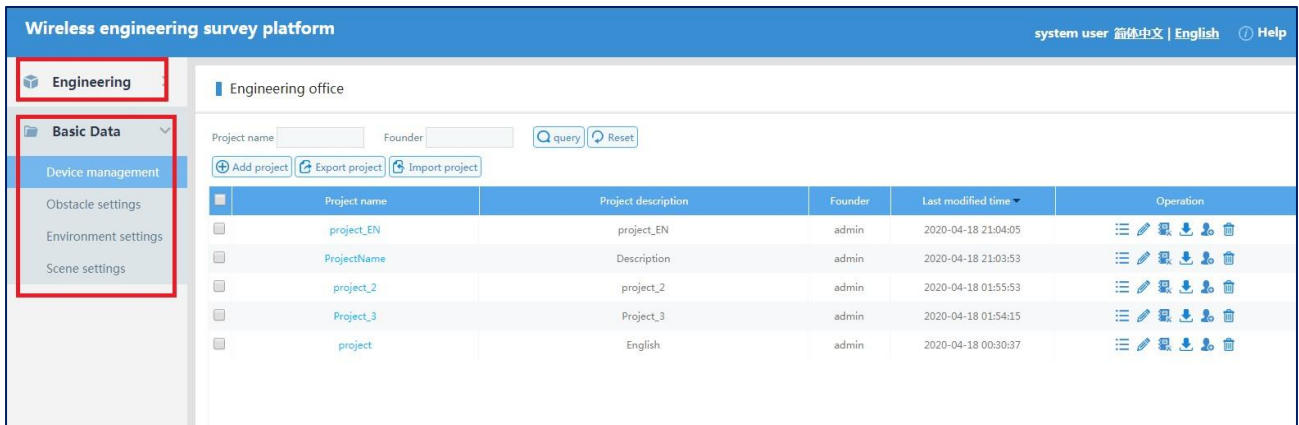 Wireless engineering survey platform
system user 简体中文 | English Help
Engineering
Engineering office
Basic Data
Project name Founder query Reset
Device management
Add project Export project Import project
Obstacle settings
Project name Project description Founder Last modified time Operation
Environment settings
project_EN project_EN admin 2020-04-18 21:04:05
Scene settings
ProjectName Description admin 2020-04-18 21:03:53
project_2 project_2 admin 2020-04-18 01:55:53
Project_3 Project_3 admin 2020-04-18 01:54:15
project English admin 2020-04-18 00:30:37